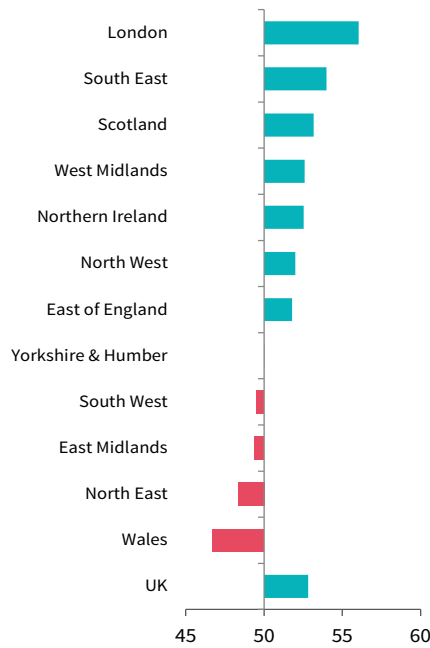 London
South East
Scotland
West Midlands
Northern Ireland
North West
East of England
Yorkshire & Humber
South West
East Midlands
North East
Wales
UK
45 50 55 60